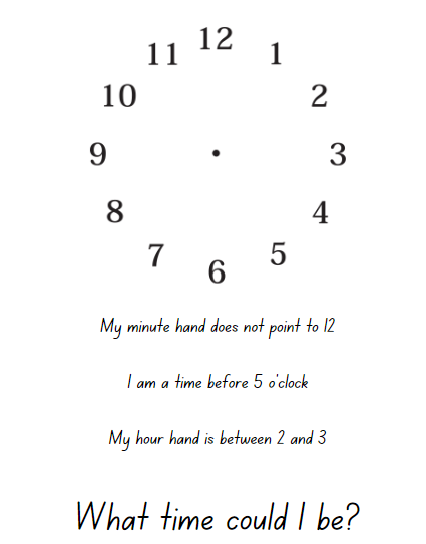 11 12 1
10 2
9 3
8 4
7 6 5
My minute hand does not point to 12
I am a time before 5 o'clock
My hour hand is between 2 and 3
What time could I be?